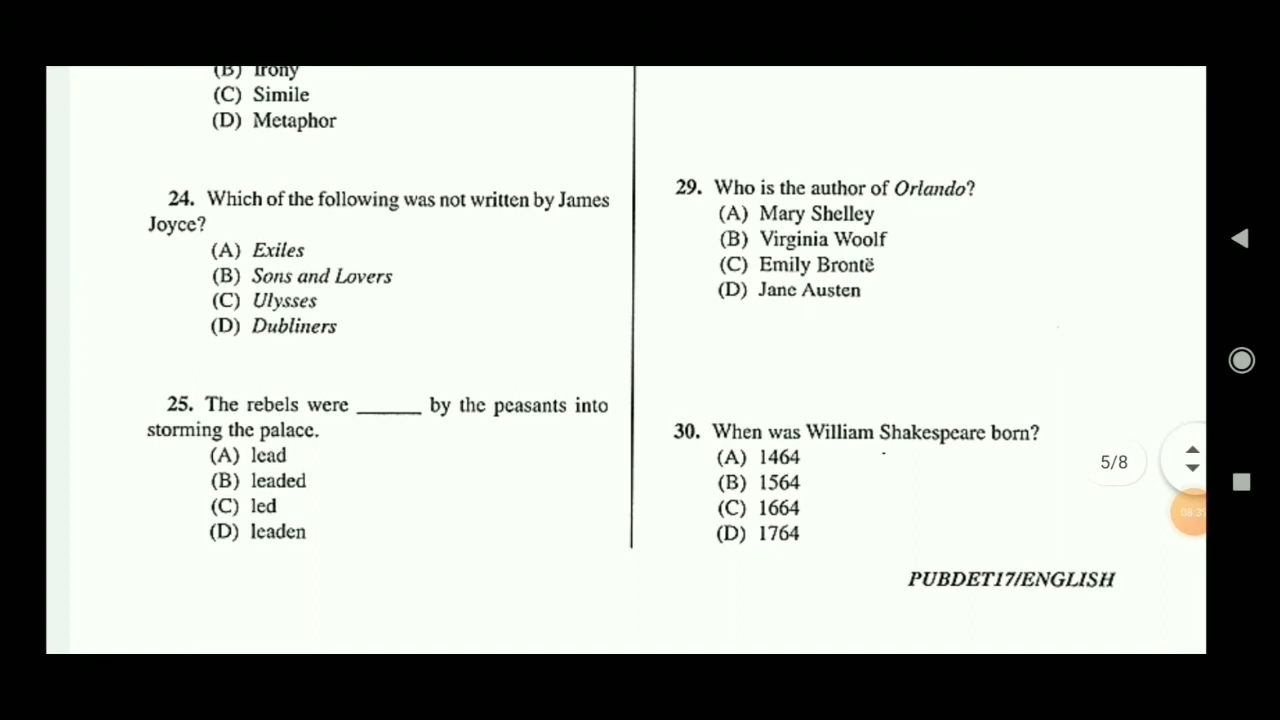 (B) Irony
(C) Simile
(D) Metaphor
24. Which of the following was not written by James
Joyce?
(A) Exiles
(B) Sons and Lovers
(C) Ulysses
(D) Dubliners
25. The rebels were ______ by the peasants into
storming the palace.
(A) lead
(B) leaded
(C) led
(D) leaden
29. Who is the author of Orlando?
(A) Mary Shelley
(B) Virginia Woolf
(C) Emily Brontë
(D) Jane Austen
30. When was William Shakespeare born?
(A) 1464
(B) 1564
(C) 1664
(D) 1764
PUBDET17/ENGLISH
5/8